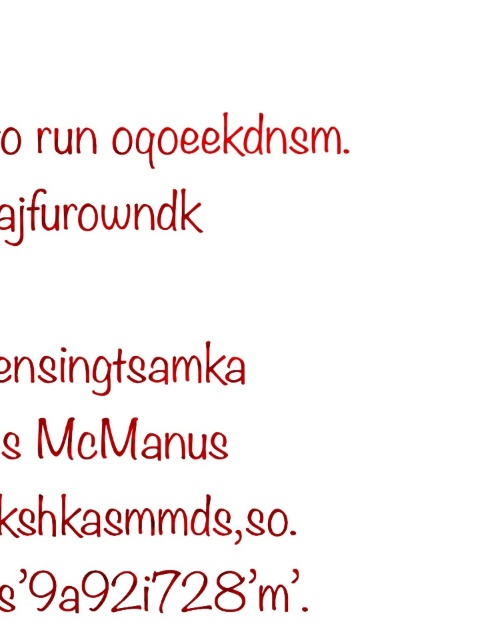 o run oqoeekdnsm.
ajfurowndk
ensingtsamka
s McManus
kshkasmmds,so.
s’9a92i728’m’.